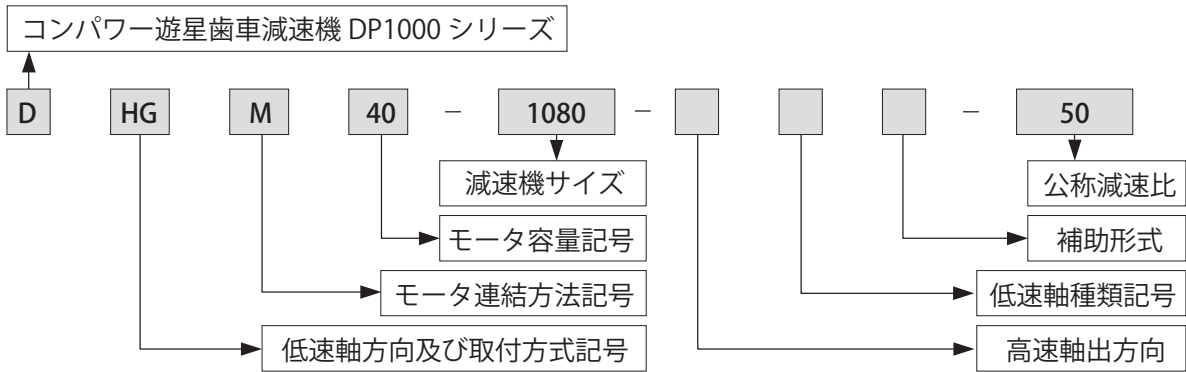 コンパワー遊星歯車減速機 DP1000 シリーズ
D HG M 40 － 1080 － － 50
減速機サイズ 公称減速比
モータ容量記号 補助形式
モータ連結方法記号 低速軸種類記号
低速軸方向及び取付方式記号 高速軸出方向